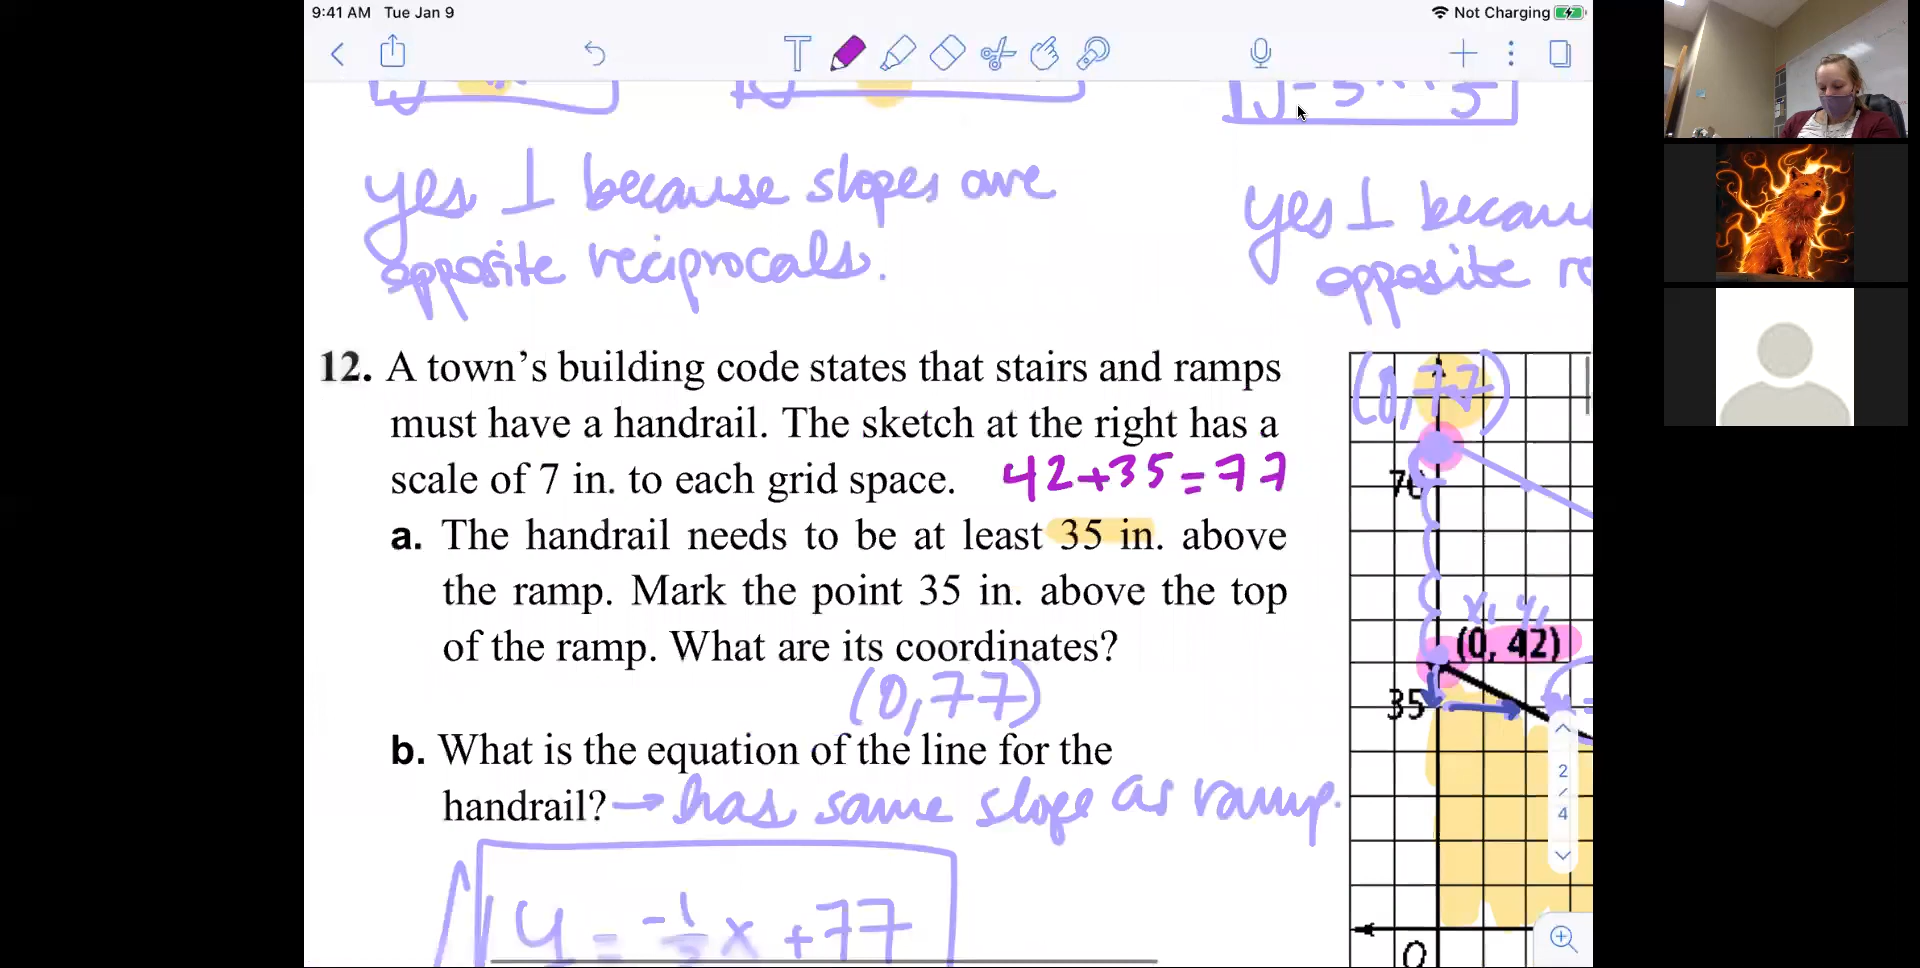 9:41 AM Tue Jan 9
Not Charging
yes ⊥ because slopes are
opposite reciprocals.
yes ⊥ becau
opposite re
12. A town's building code states that stairs and ramps
must have a handrail. The sketch at the right has a
scale of 7 in. to each grid space. 42+35=77
a. The handrail needs to be at least 35 in. above
the ramp. Mark the point 35 in. above the top
of the ramp. What are its coordinates?
(0,77)
b. What is the equation of the line for the
handrail? → has same slope as ramp.
(0,77)
70
x, y,
(0, 42)
35
0
2
/
4